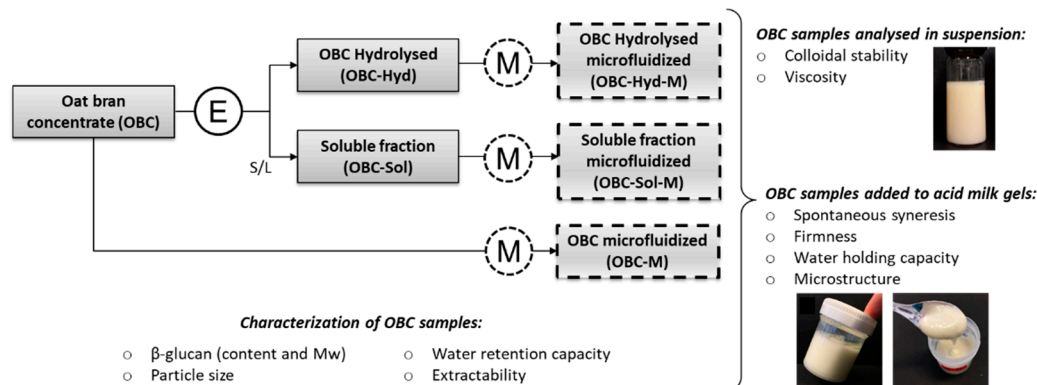 Oat bran
concentrate (OBC)
E
S/L
OBC Hydrolysed
(OBC-Hyd)
M
OBC Hydrolysed
microfluidized
(OBC-Hyd-M)
Soluble fraction
(OBC-Sol)
M
Soluble fraction
microfluidized
(OBC-Sol-M)
M
OBC microfluidized
(OBC-M)
Characterization of OBC samples:
○ β-glucan (content and Mw)
○ Particle size
○ Water retention capacity
○ Extractability
OBC samples analysed in suspension:
○ Colloidal stability
○ Viscosity
OBC samples added to acid milk gels:
○ Spontaneous syneresis
○ Firmness
○ Water holding capacity
○ Microstructure